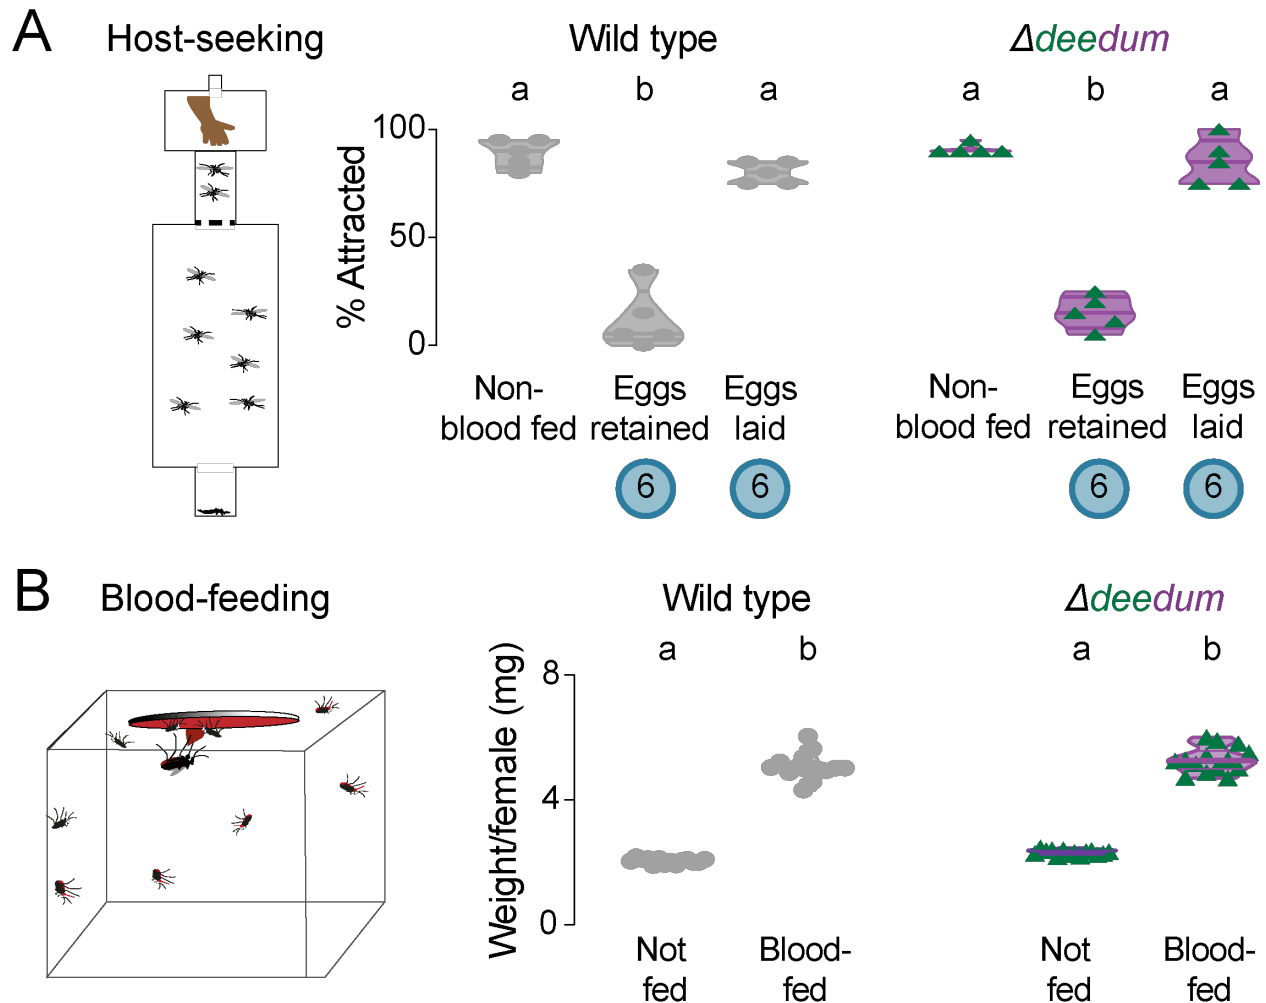 A
Host-seeking
Wild type
Δdeedum
a b a
a b a
% Attracted
100
50
0
Non-
blood fed
Eggs
retained
Eggs
laid
Non-
blood fed
Eggs
retained
Eggs
laid
6 6
6 6
B
Blood-feeding
Wild type
Δdeedum
a b
a b
Weight/female (mg)
8
4
0
Not
fed
Blood-
fed
Not
fed
Blood-
fed